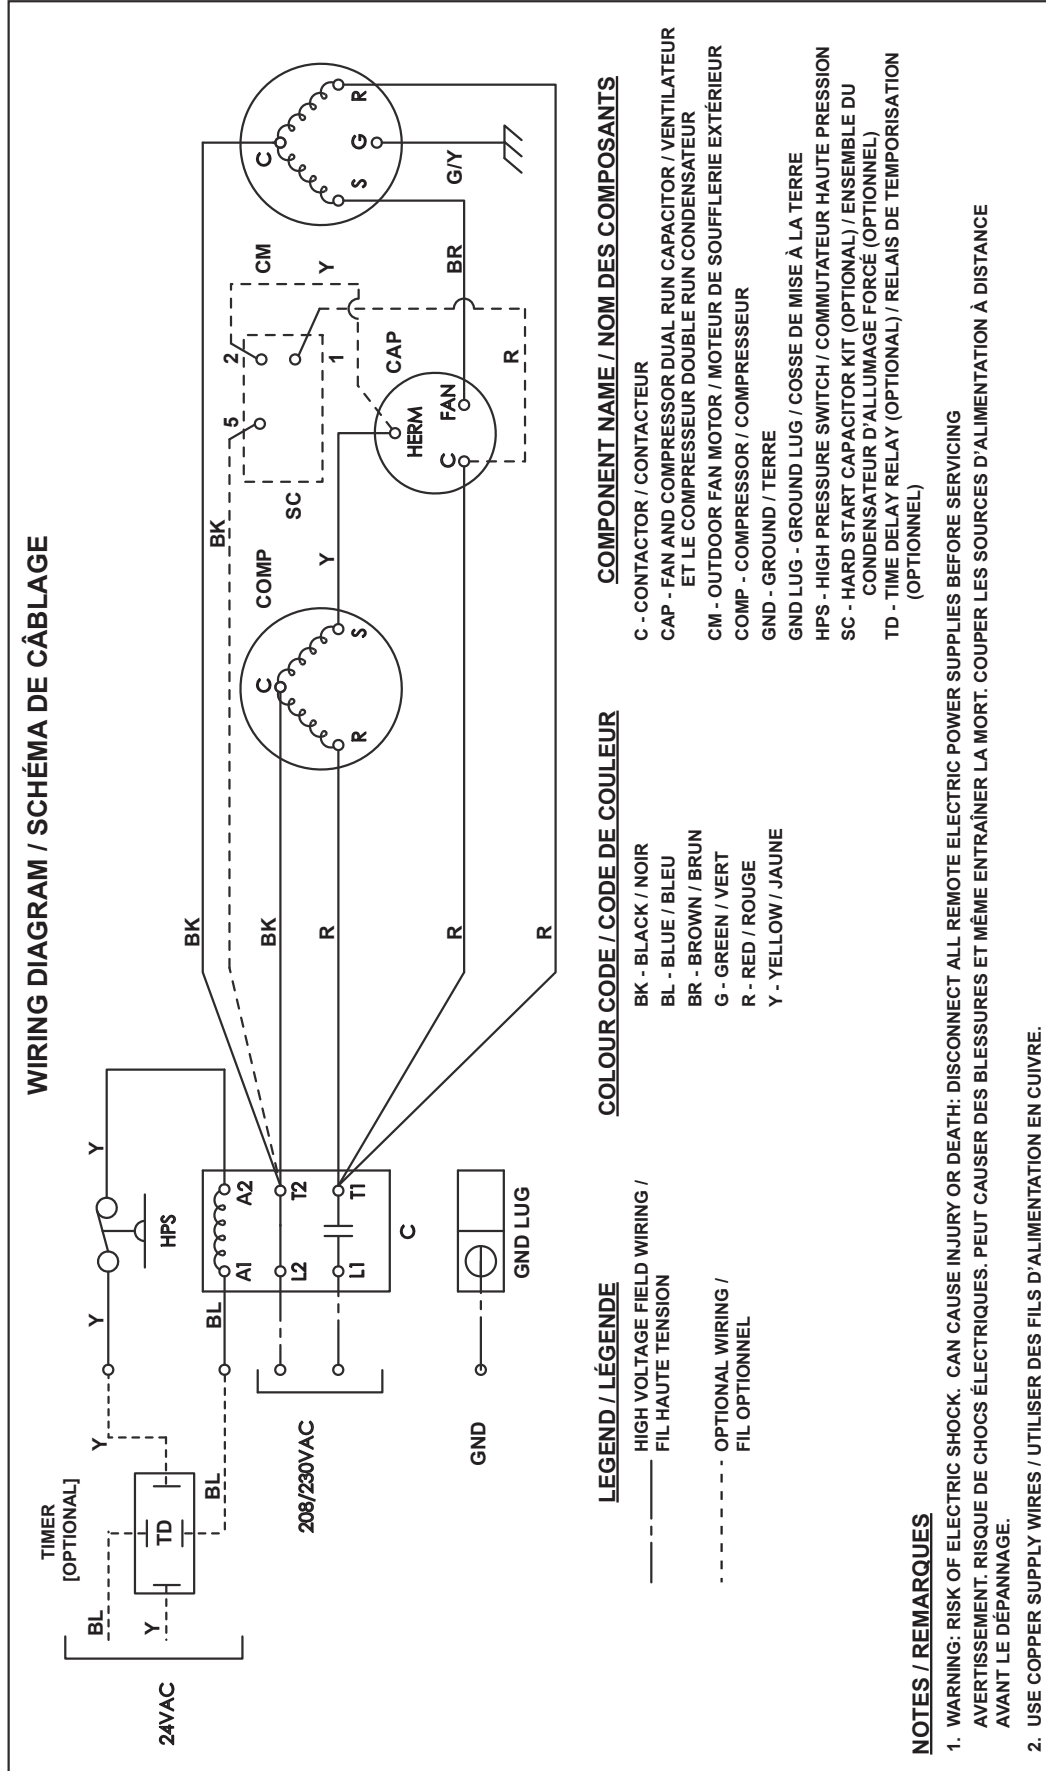 WIRING DIAGRAM / SCHÉMA DE CÂBLAGE
TIMER
[OPTIONAL]
24VAC
BL
Y
TD
Y
BL
Y
HPS
Y
BL
A1
A2
L2
T2
L1
T1
C
208/230VAC
GND
GND LUG
BK
BK
BK
R
R
R
COMP
C
R
S
Y
SC
5
2
1
CM
Y
CAP
HERM
C
FAN
R
BR
C
S
G
R
G/Y
LEGEND / LÉGENDE
HIGH VOLTAGE FIELD WIRING /
FIL HAUTE TENSION
OPTIONAL WIRING /
FIL OPTIONNEL
COLOUR CODE / CODE DE COULEUR
BK - BLACK / NOIR
BL - BLUE / BLEU
BR - BROWN / BRUN
G - GREEN / VERT
R - RED / ROUGE
Y - YELLOW / JAUNE
COMPONENT NAME / NOM DES COMPOSANTS
C - CONTACTOR / CONTACTEUR
CAP - FAN AND COMPRESSOR DUAL RUN CAPACITOR / VENTILATEUR
ET LE COMPRESSEUR DOUBLE RUN CONDENSATEUR
CM - OUTDOOR FAN MOTOR / MOTEUR DE SOUFFLERIE EXTÉRIEUR
COMP - COMPRESSOR / COMPRESSEUR
GND - GROUND / TERRE
GND LUG - GROUND LUG / COSSE DE MISE À LA TERRE
HPS - HIGH PRESSURE SWITCH / COMMUTATEUR HAUTE PRESSION
SC - HARD START CAPACITOR KIT (OPTIONAL) / ENSEMBLE DU
CONDENSATEUR D'ALLUMAGE FORCÉ (OPTIONNEL)
TD - TIME DELAY RELAY (OPTIONAL) / RELAIS DE TEMPORISATION
(OPTIONNEL)
NOTES / REMARQUES
1. WARNING: RISK OF ELECTRIC SHOCK. CAN CAUSE INJURY OR DEATH: DISCONNECT ALL REMOTE ELECTRIC POWER SUPPLIES BEFORE SERVICING
AVERTISSEMENT. RISQUE DE CHOCS ÉLECTRIQUES. PEUT CAUSER DES BLESSURES ET MÊME ENTRAÎNER LA MORT. COUPER LES SOURCES D'ALIMENTATION À DISTANCE
AVANT LE DÉPANNAGE.
2. USE COPPER SUPPLY WIRES / UTILISER DES FILS D'ALIMENTATION EN CUIVRE.